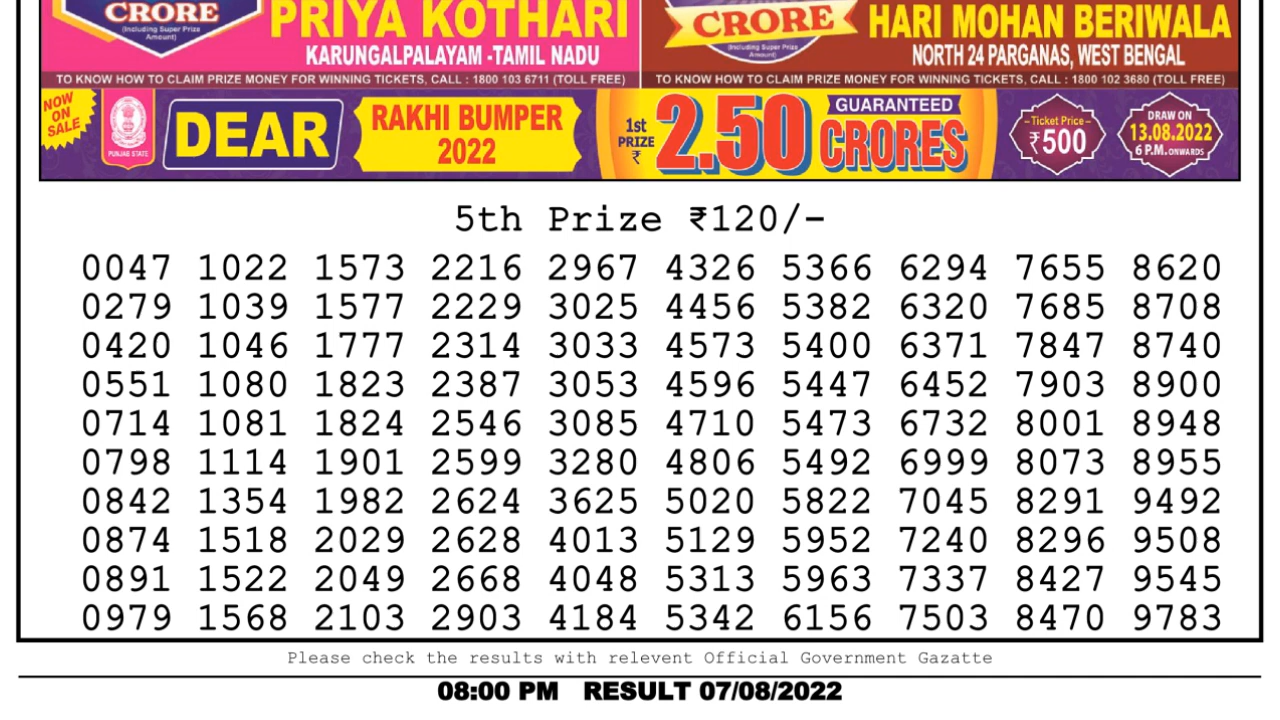 CRORE
(Including Super Prize
Amount)
PRIYA KOTHARI
KARUNGALPALAYAM -TAMIL NADU
CRORE
(Including Super Prize
Amount)
HARI MOHAN BERIWALA
NORTH 24 PARGANAS, WEST BENGAL
TO KNOW HOW TO CLAIM PRIZE MONEY FOR WINNING TICKETS, CALL : 1800 103 6711 (TOLL FREE)
TO KNOW HOW TO CLAIM PRIZE MONEY FOR WINNING TICKETS, CALL : 1800 102 3680 (TOLL FREE)
NOW
ON
SALE
PUNJAB STATE
DEAR
RAKHI BUMPER
2022
1st
PRIZE
₹
2.50
GUARANTEED
CRORES
Ticket Price
₹500
DRAW ON
13.08.2022
6 P.M. ONWARDS
5th Prize ₹120/-
0047 1022 1573 2216 2967 4326 5366 6294 7655 8620
0279 1039 1577 2229 3025 4456 5382 6320 7685 8708
0420 1046 1777 2314 3033 4573 5400 6371 7847 8740
0551 1080 1823 2387 3053 4596 5447 6452 7903 8900
0714 1081 1824 2546 3085 4710 5473 6732 8001 8948
0798 1114 1901 2599 3280 4806 5492 6999 8073 8955
0842 1354 1982 2624 3625 5020 5822 7045 8291 9492
0874 1518 2029 2628 4013 5129 5952 7240 8296 9508
0891 1522 2049 2668 4048 5313 5963 7337 8427 9545
0979 1568 2103 2903 4184 5342 6156 7503 8470 9783
Please check the results with relevent Official Government Gazatte
08:00 PM RESULT 07/08/2022